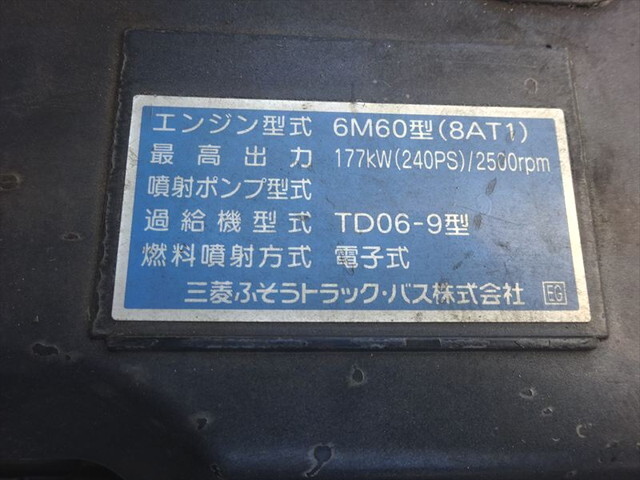 エンジン型式 6M60型(8AT1)
最高出力 177kW(240PS)/2500rpm
噴射ポンプ型式
過給機型式 TD06-9型
燃料噴射方式 電子式
三菱ふそうトラック・バス株式会社 EG